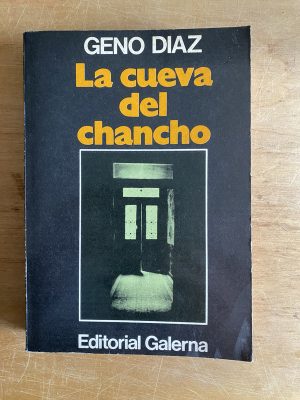 GENO DIAZ
La cueva
del
chancho
Editorial Galerna